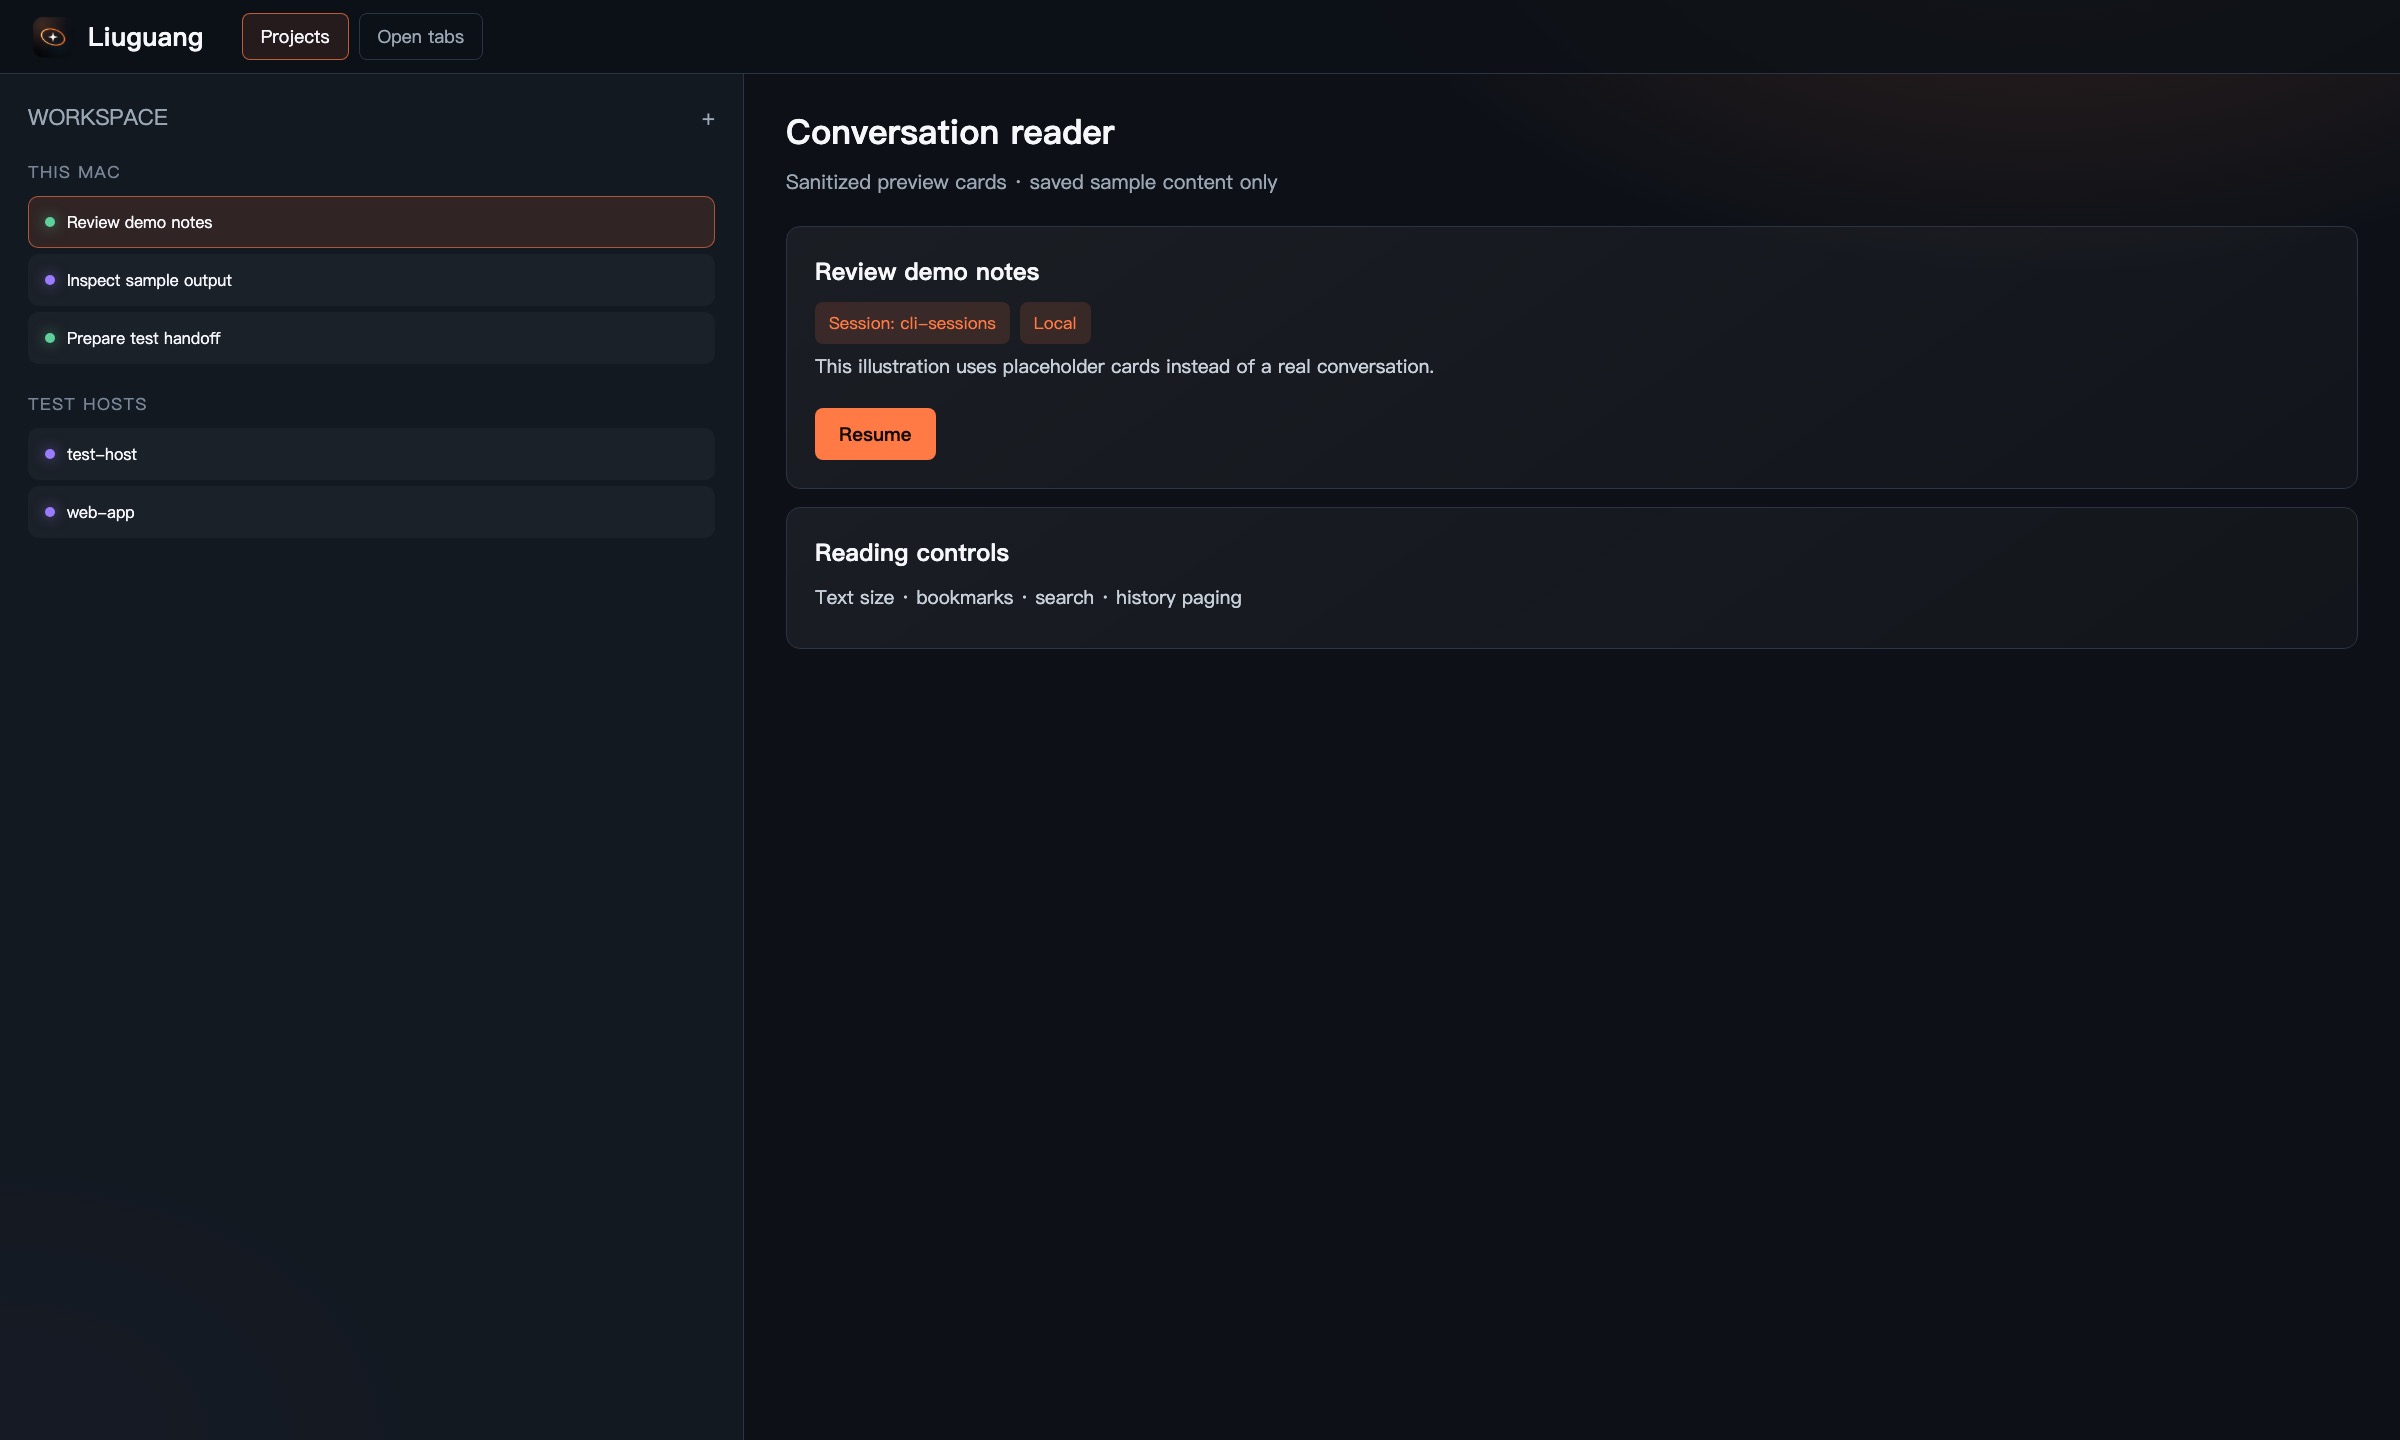 Liuguang
Projects
Open tabs
WORKSPACE
+
THIS MAC
Review demo notes
Inspect sample output
Prepare test handoff
TEST HOSTS
test-host
web-app
Conversation reader
Sanitized preview cards · saved sample content only
Review demo notes
Session: cli-sessions
Local
This illustration uses placeholder cards instead of a real conversation.
Resume
Reading controls
Text size · bookmarks · search · history paging